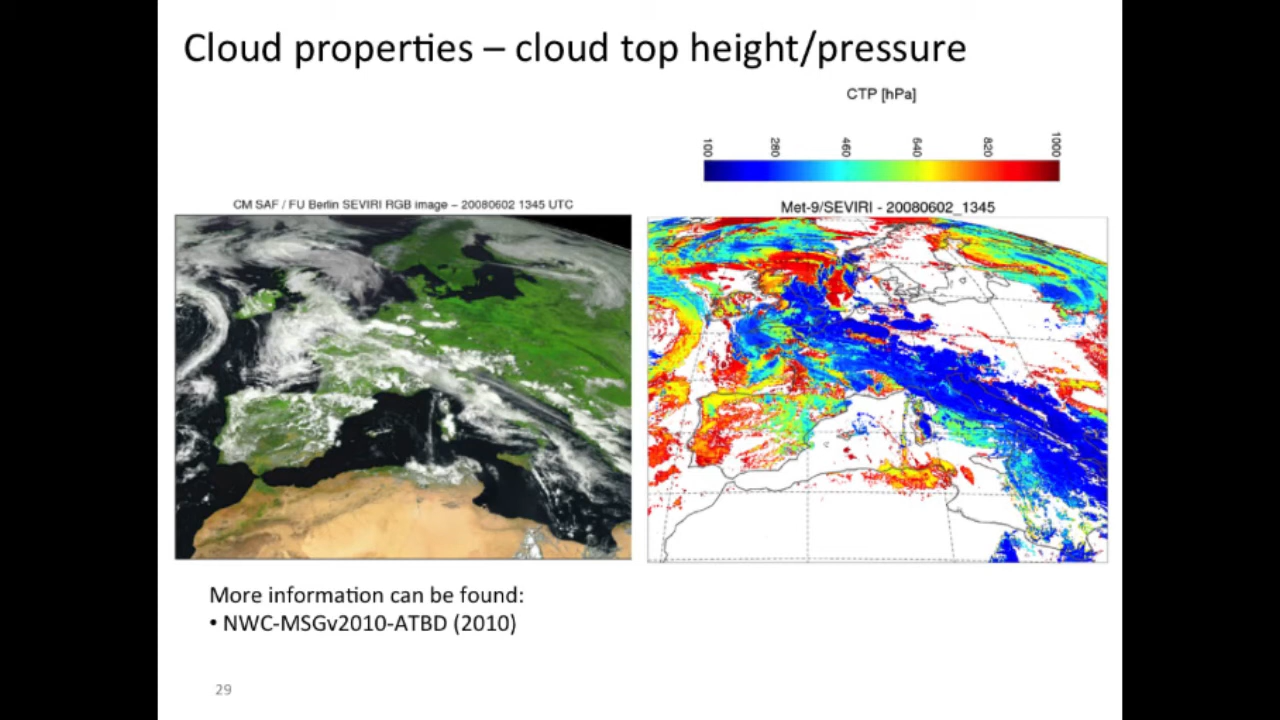 Cloud properties – cloud top height/pressure
CTP [hPa]
100 280 460 640 820 1000
CM SAF / FU Berlin SEVIRI RGB image – 20080602 1345 UTC
Met-9/SEVIRI - 20080602_1345
More information can be found:
• NWC-MSGv2010-ATBD (2010)
29